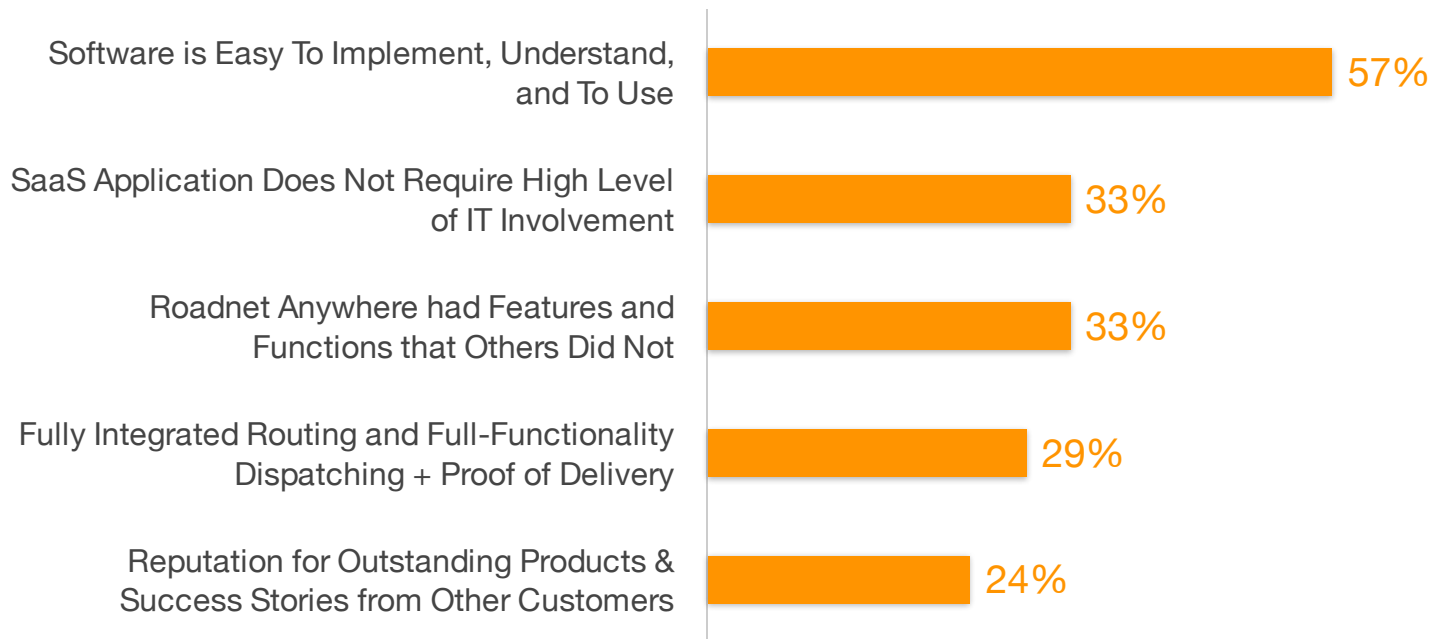 Software is Easy To Implement, Understand,
and To Use
57%
SaaS Application Does Not Require High Level
of IT Involvement
33%
Roadnet Anywhere had Features and
Functions that Others Did Not
33%
Fully Integrated Routing and Full-Functionality
Dispatching + Proof of Delivery
29%
Reputation for Outstanding Products &
Success Stories from Other Customers
24%